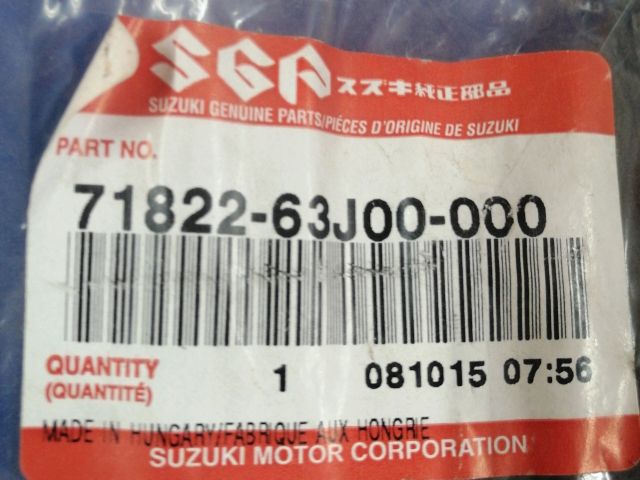 SGP スズキ純正部品
SUZUKI GENUINE PARTS/PIÈCES D'ORIGINE DE SUZUKI
PART NO.
71822-63J00-000
QUANTITY 1 081015 07:56
(QUANTITÉ)
MADE IN HUNGARY/FABRIQUE AUX HONGRIE
SUZUKI MOTOR CORPORATION